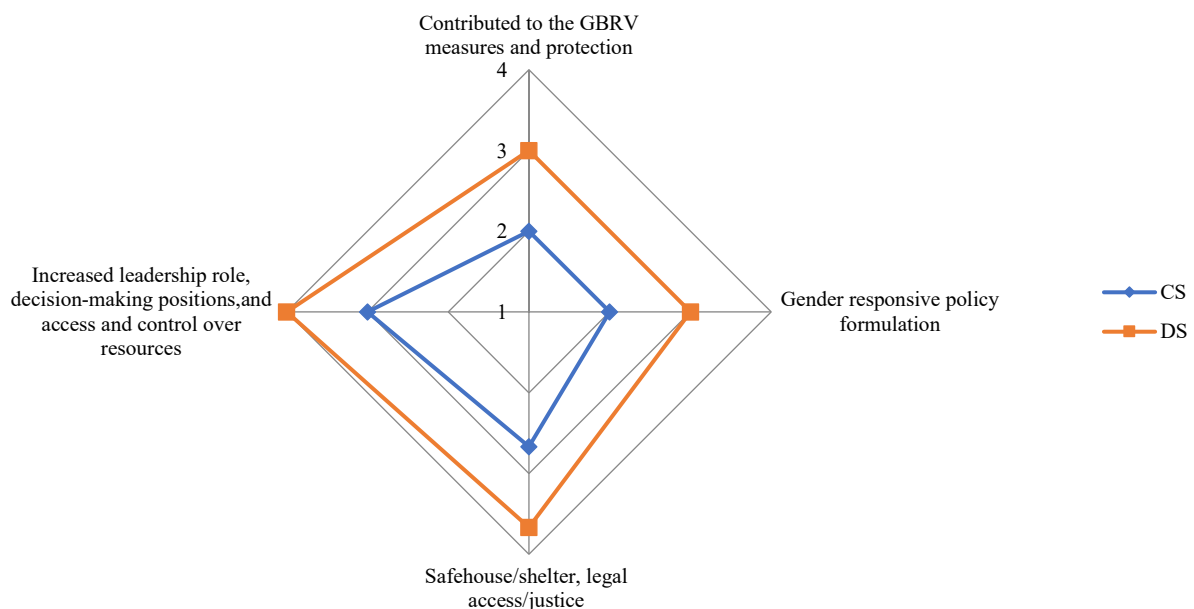 Contributed to the GBRV
measures and protection
4
3
2
1
Increased leadership role,
decision-making positions,and
access and control over
resources
Gender responsive policy
formulation
CS
DS
Safehouse/shelter, legal
access/justice